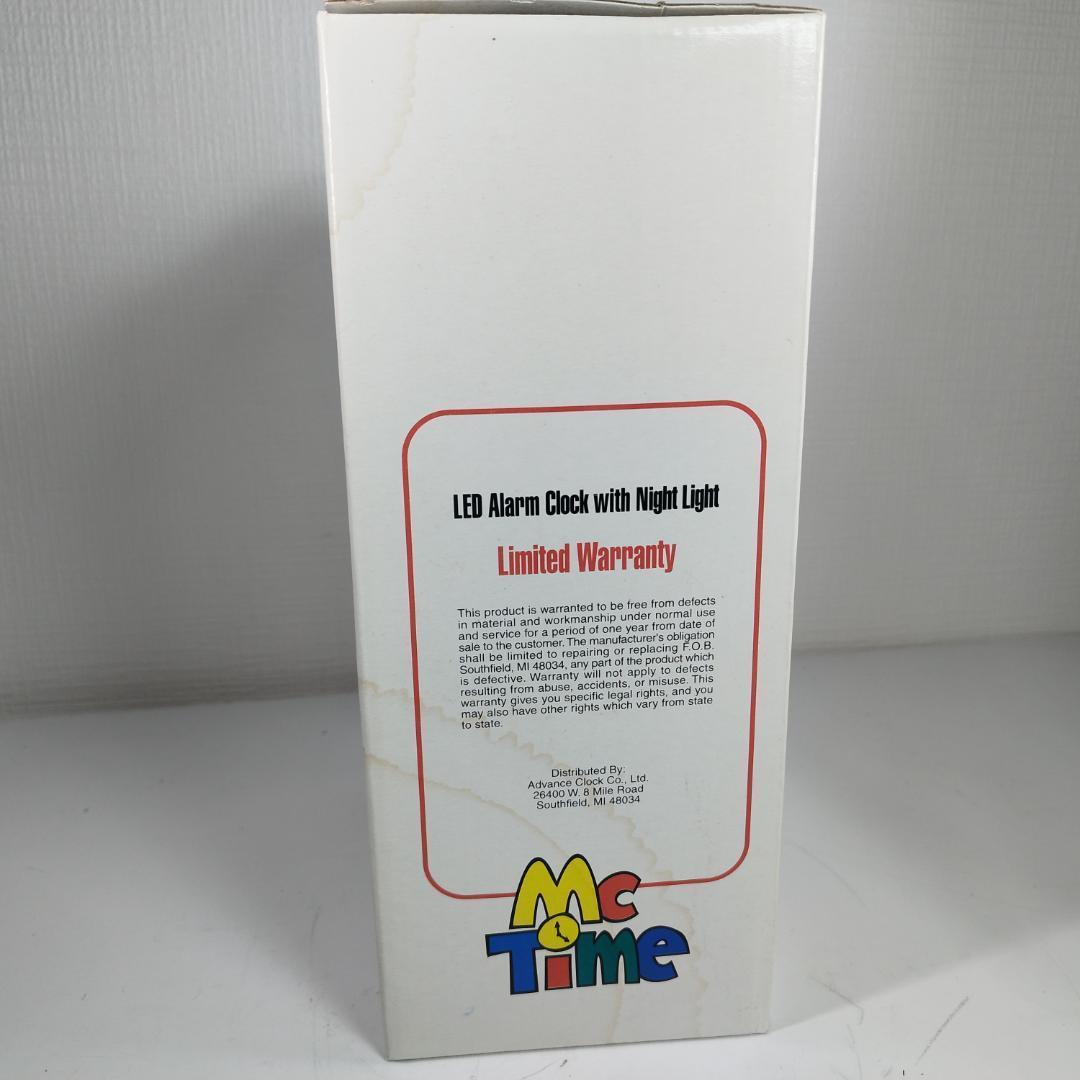 LED Alarm Clock with Night Light
Limited Warranty
This product is warranted to be free from defects
in material and workmanship under normal use
and service for a period of one year from date of
sale to the customer. The manufacturer's obligation
shall be limited to repairing or replacing F.O.B.
Southfield, MI 48034, any part of the product which
is defective. Warranty will not apply to defects
resulting from abuse, accidents, or misuse. This
warranty gives you specific legal rights, and you
may also have other rights which vary from state
to state.
Distributed By:
Advance Clock Co., Ltd.
26400 W. 8 Mile Road
Southfield, MI 48034
Mc
Time